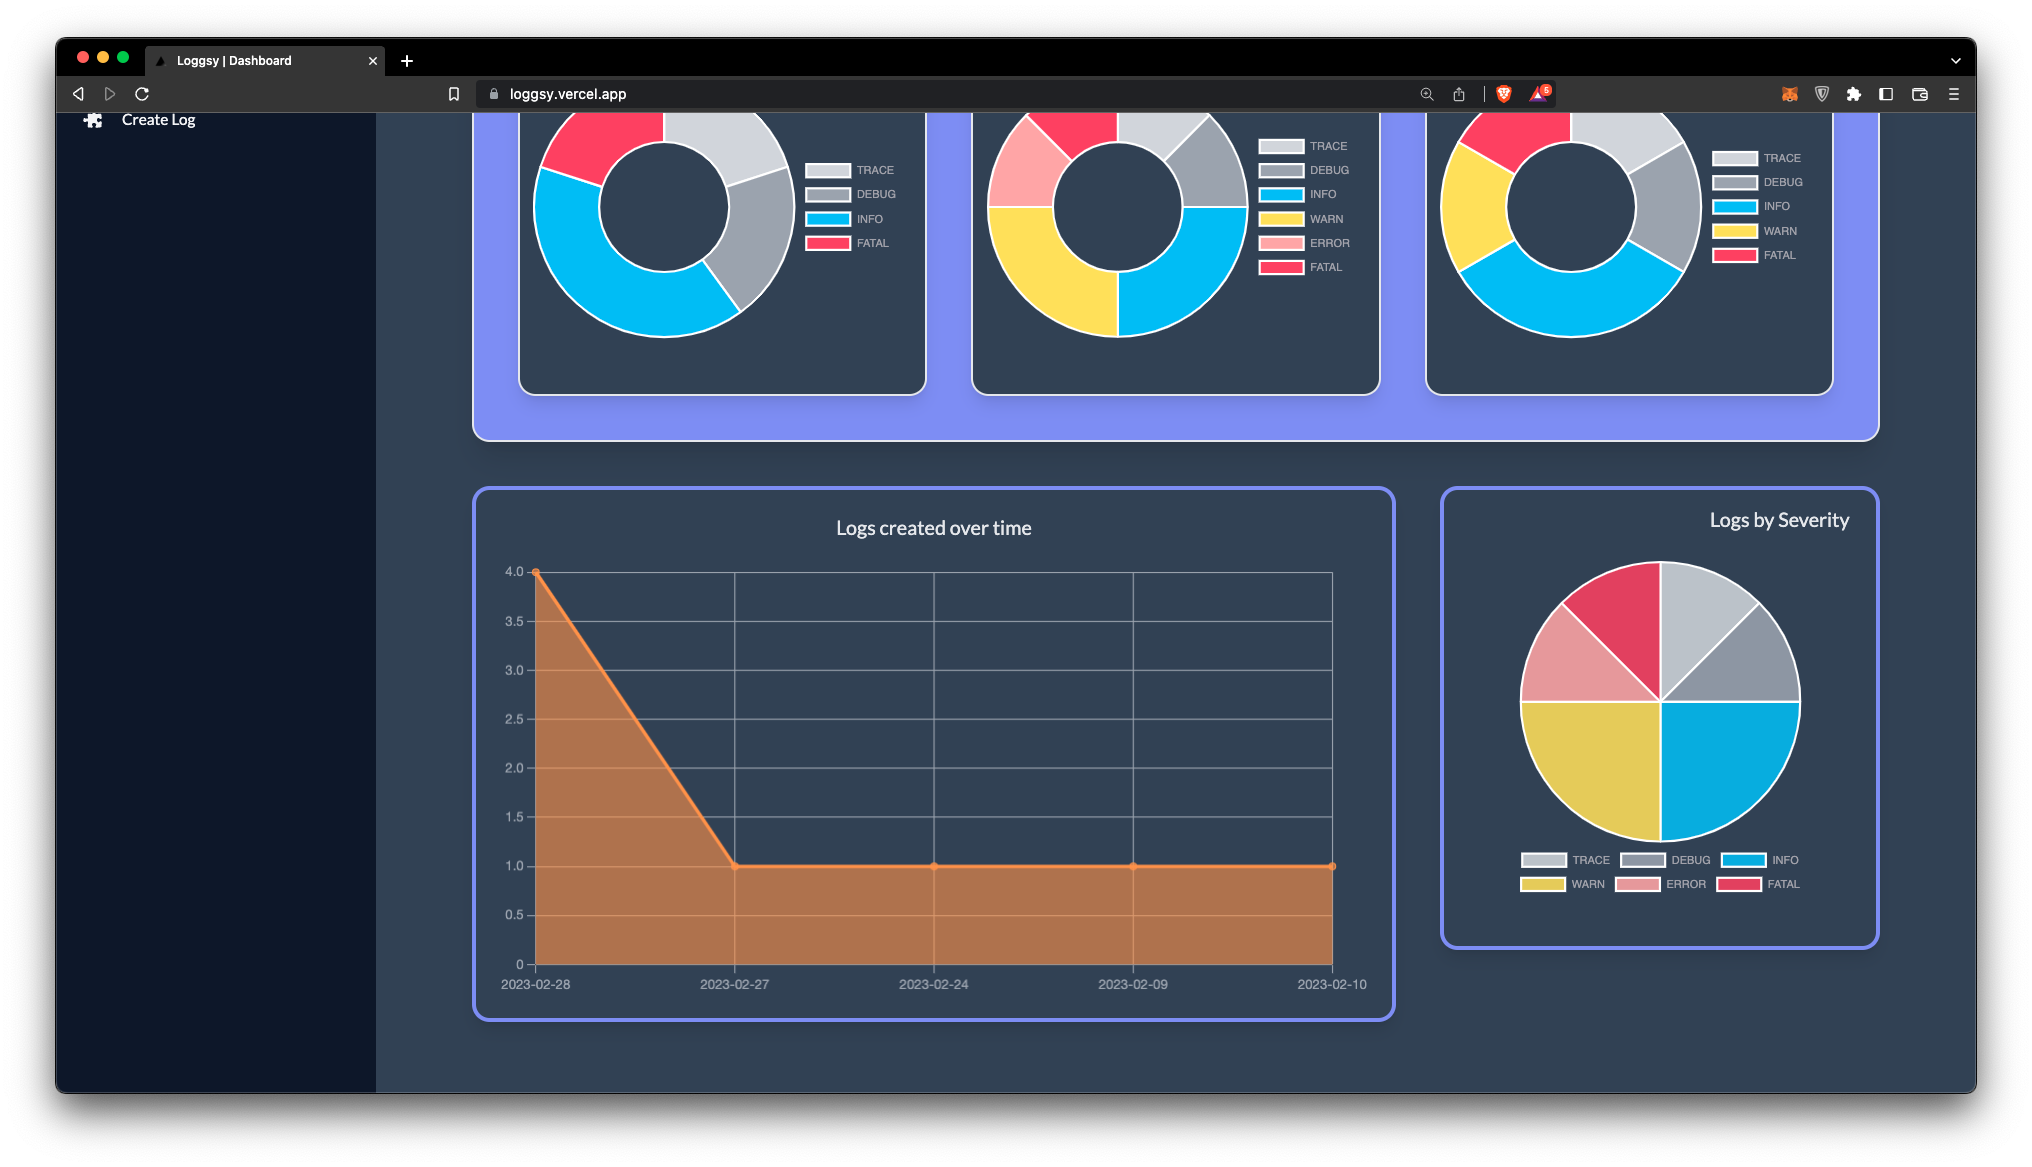 Loggsy | Dashboard
loggsy.vercel.app
5
Create Log
TRACE
DEBUG
INFO
FATAL
TRACE
DEBUG
INFO
WARN
ERROR
FATAL
TRACE
DEBUG
INFO
WARN
FATAL
Logs created over time
4.0
3.5
3.0
2.5
2.0
1.5
1.0
0.5
0
2023-02-28 2023-02-27 2023-02-24 2023-02-09 2023-02-10
Logs by Severity
TRACE DEBUG INFO
WARN ERROR FATAL